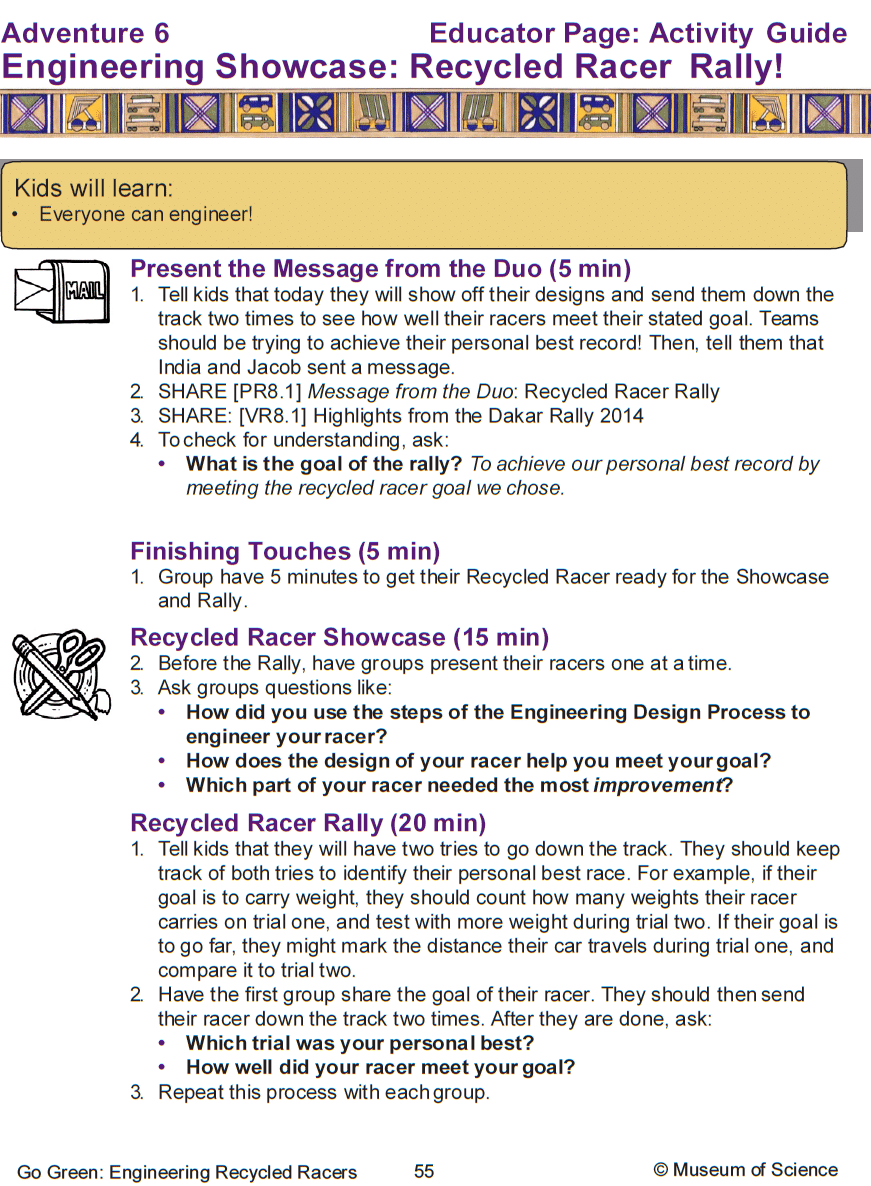 Adventure 6 Educator Page: Activity Guide
Engineering Showcase: Recycled Racer Rally!
Kids will learn:
• Everyone can engineer!
MAIL
Present the Message from the Duo (5 min)
1. Tell kids that today they will show off their designs and send them down the
track two times to see how well their racers meet their stated goal. Teams
should be trying to achieve their personal best record! Then, tell them that
India and Jacob sent a message.
2. SHARE [PR8.1] Message from the Duo: Recycled Racer Rally
3. SHARE: [VR8.1] Highlights from the Dakar Rally 2014
4. To check for understanding, ask:
• What is the goal of the rally? To achieve our personal best record by
meeting the recycled racer goal we chose.
Finishing Touches (5 min)
1. Group have 5 minutes to get their Recycled Racer ready for the Showcase
and Rally.
Recycled Racer Showcase (15 min)
2. Before the Rally, have groups present their racers one at a time.
3. Ask groups questions like:
• How did you use the steps of the Engineering Design Process to
engineer your racer?
• How does the design of your racer help you meet your goal?
• Which part of your racer needed the most improvement?
Recycled Racer Rally (20 min)
1. Tell kids that they will have two tries to go down the track. They should keep
track of both tries to identify their personal best race. For example, if their
goal is to carry weight, they should count how many weights their racer
carries on trial one, and test with more weight during trial two. If their goal is
to go far, they might mark the distance their car travels during trial one, and
compare it to trial two.
2. Have the first group share the goal of their racer. They should then send
their racer down the track two times. After they are done, ask:
• Which trial was your personal best?
• How well did your racer meet your goal?
3. Repeat this process with each group.
Go Green: Engineering Recycled Racers 55 © Museum of Science